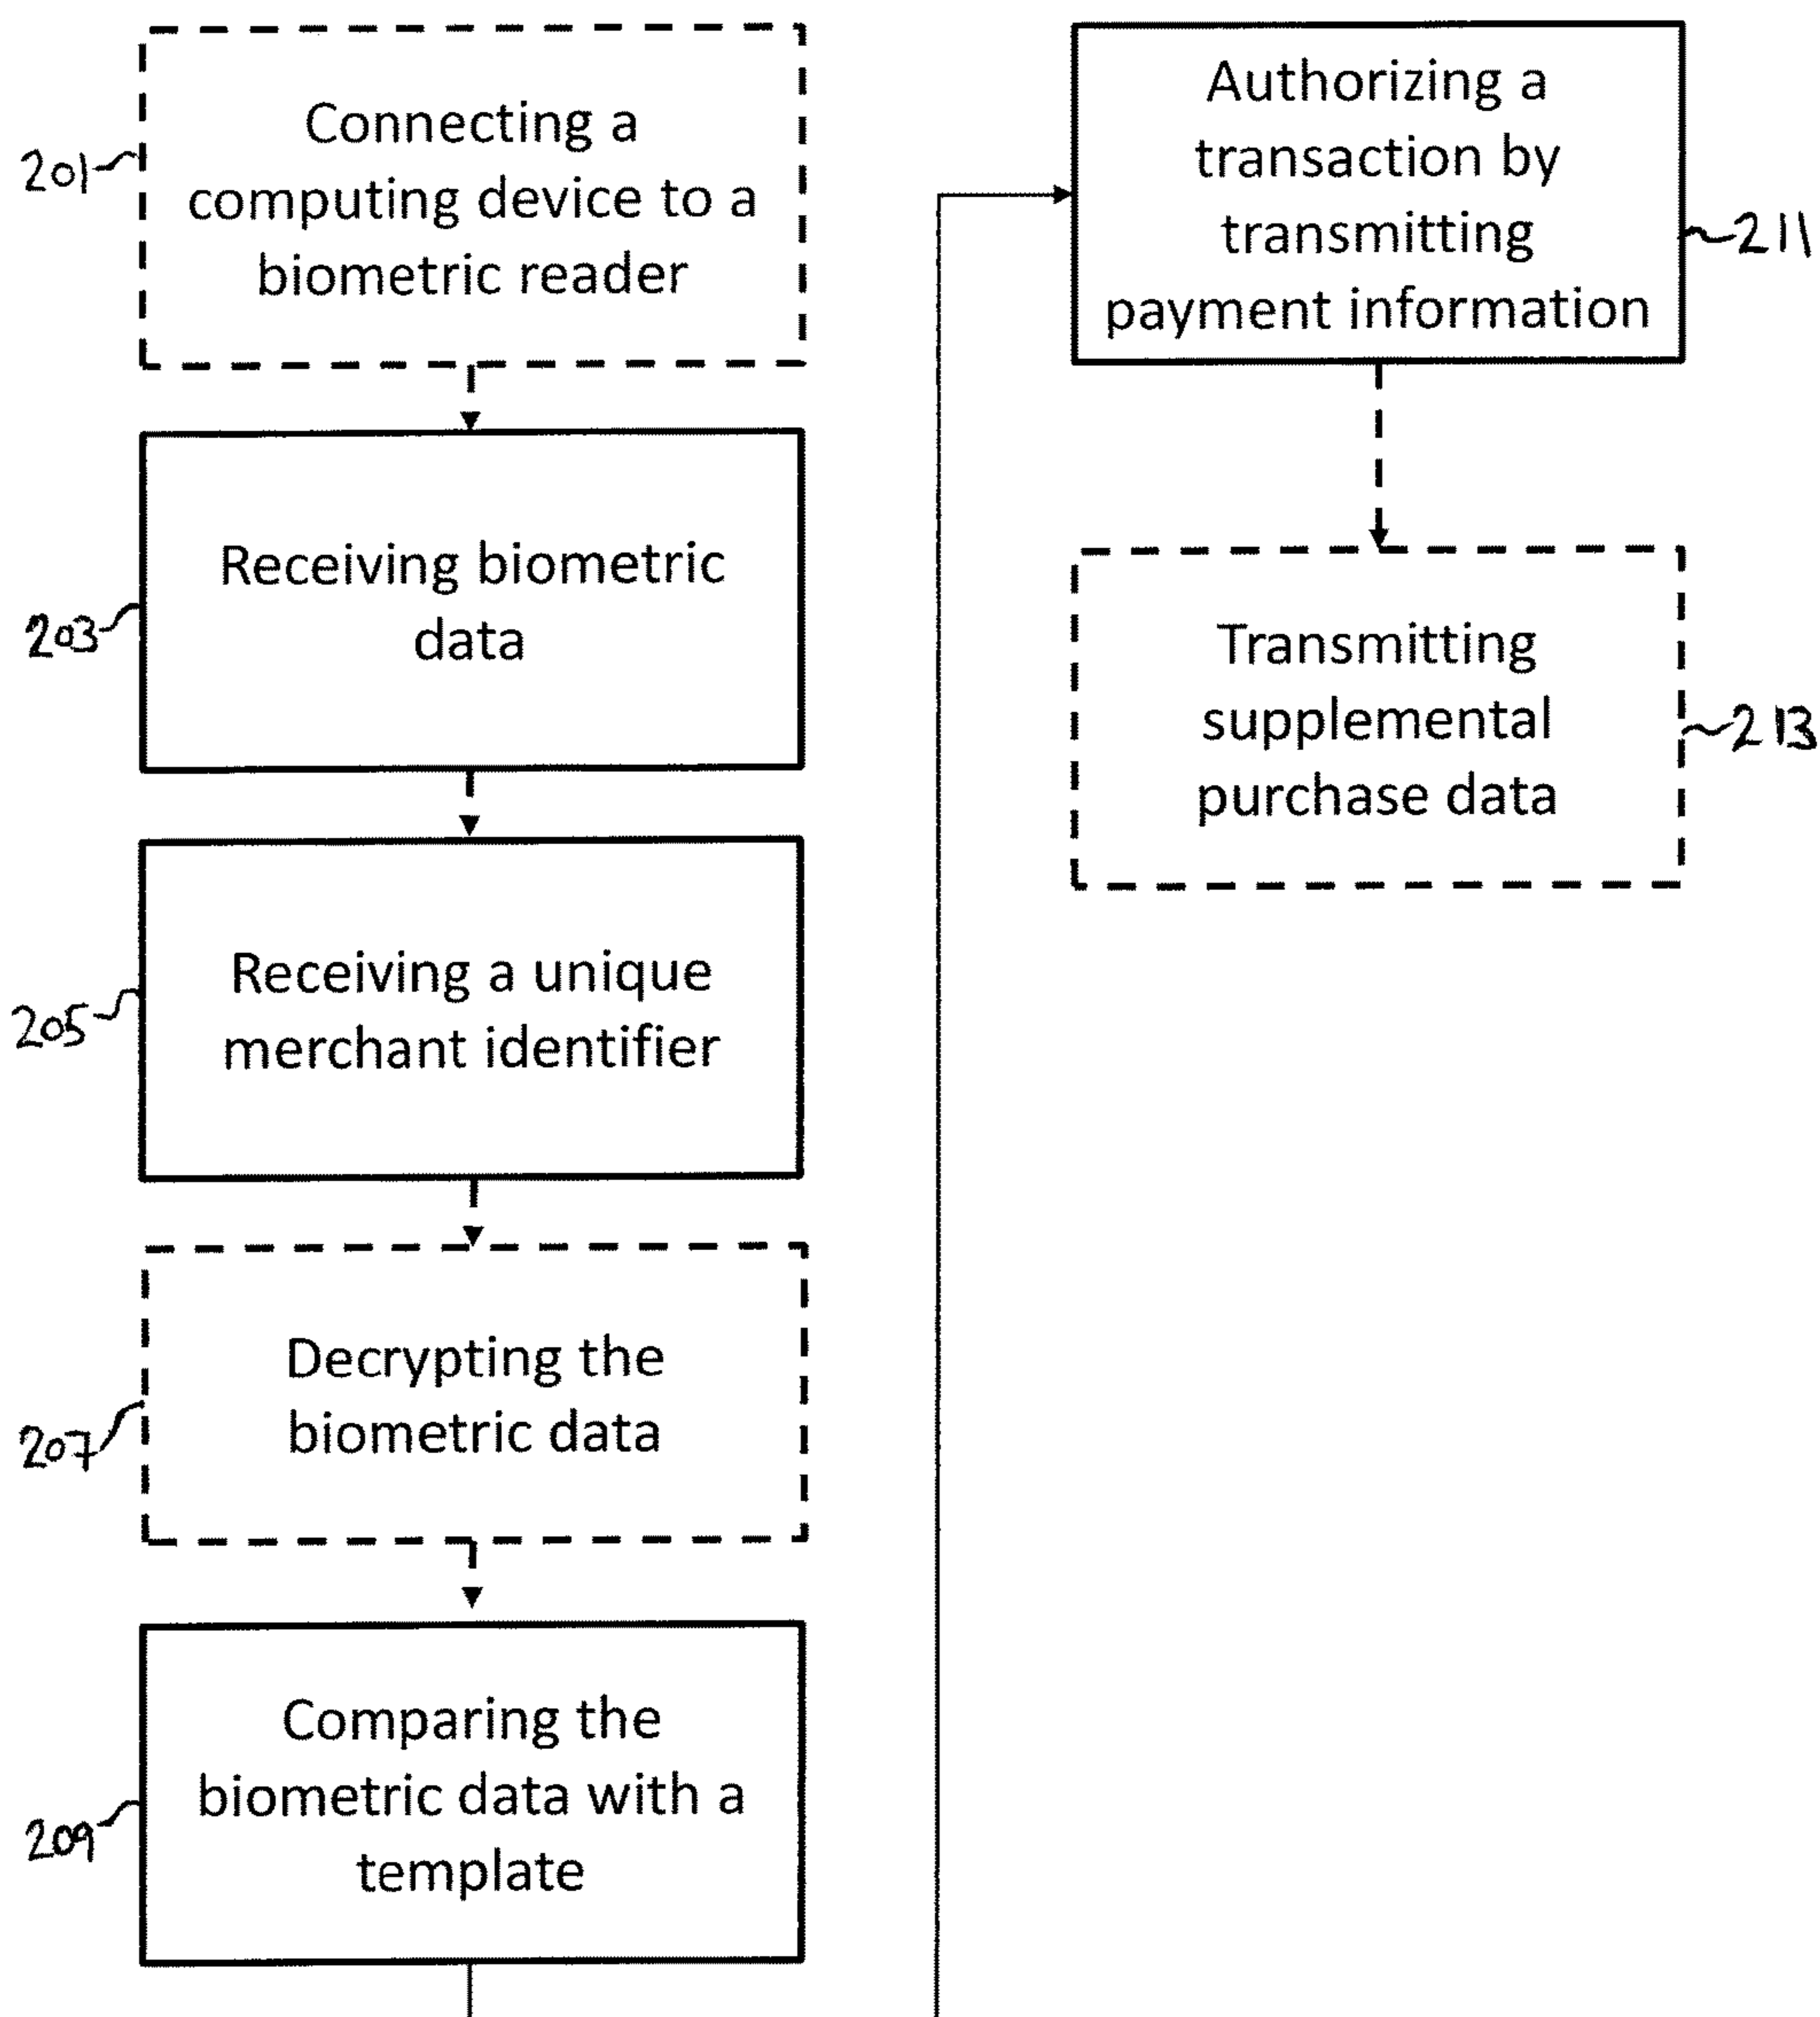 201
Connecting a
computing device to a
biometric reader
203
Receiving biometric
data
205
Receiving a unique
merchant identifier
207
Decrypting the
biometric data
209
Comparing the
biometric data with a
template
Authorizing a
transaction by
transmitting
payment information
211
Transmitting
supplemental
purchase data
213